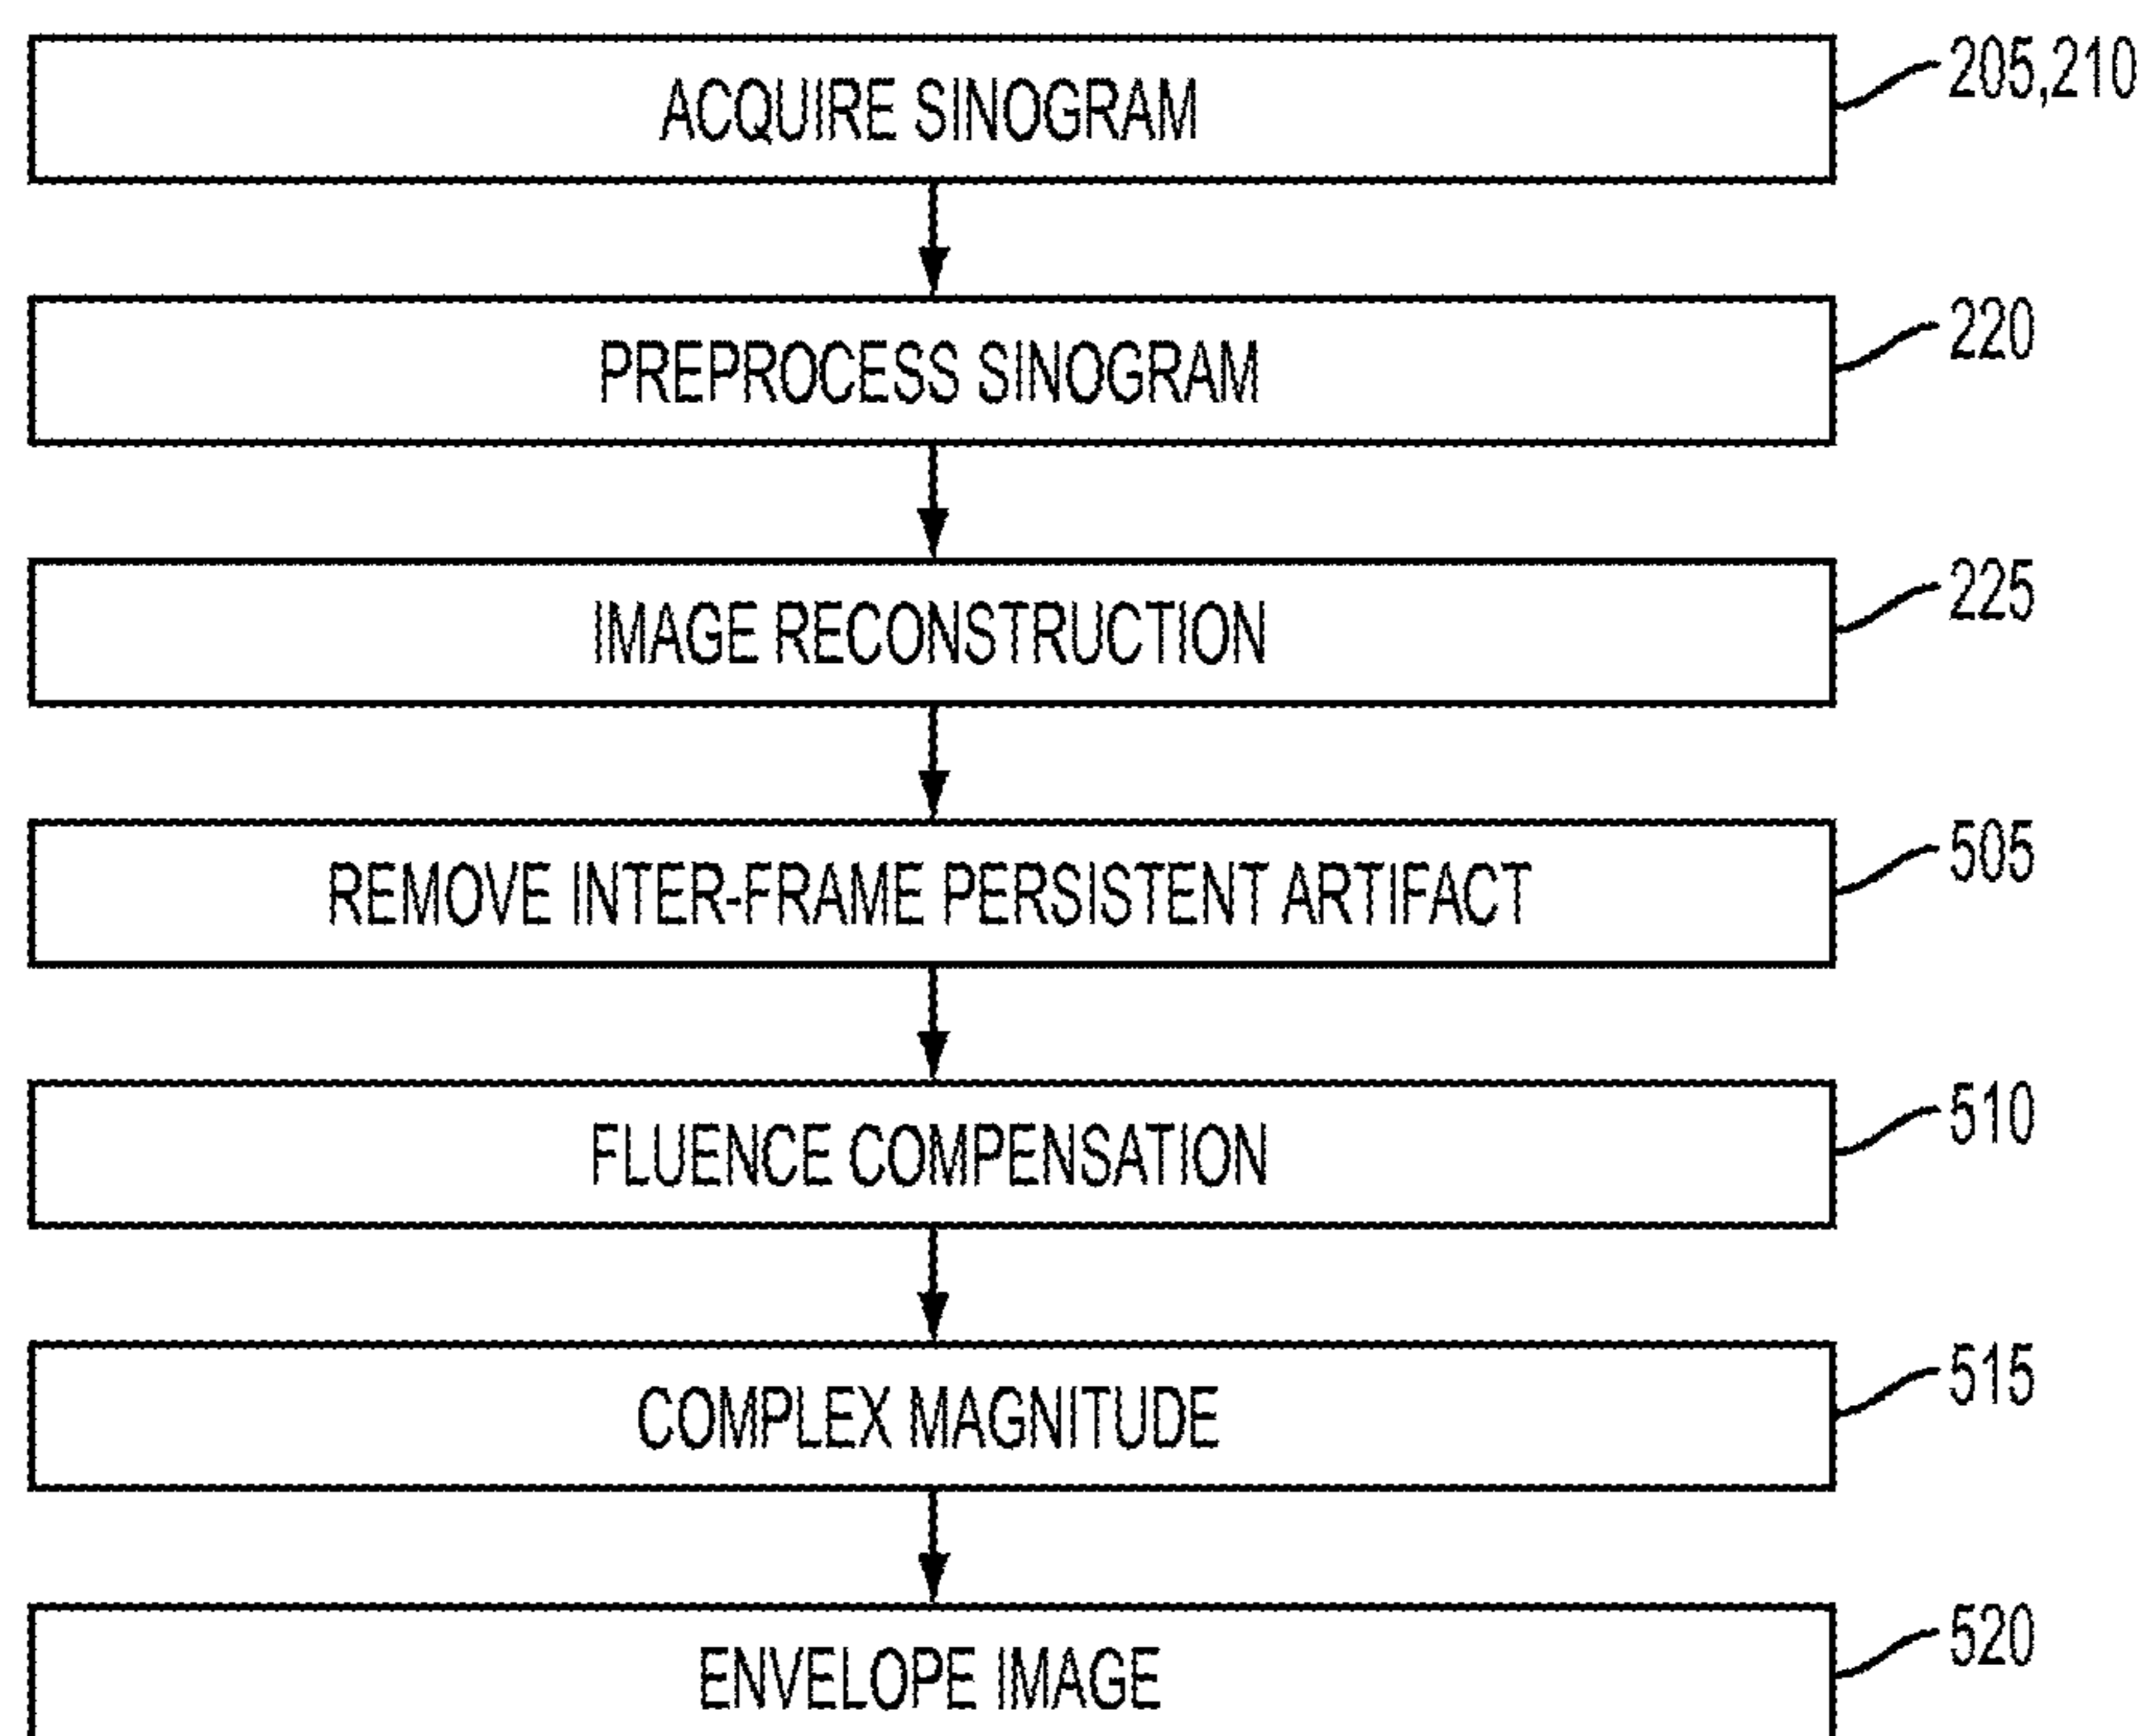 ACQUIRE SINOGRAM
205,210
PREPROCESS SINOGRAM
220
IMAGE RECONSTRUCTION
225
REMOVE INTER-FRAME PERSISTENT ARTIFACT
505
FLUENCE COMPENSATION
510
COMPLEX MAGNITUDE
515
ENVELOPE IMAGE
520